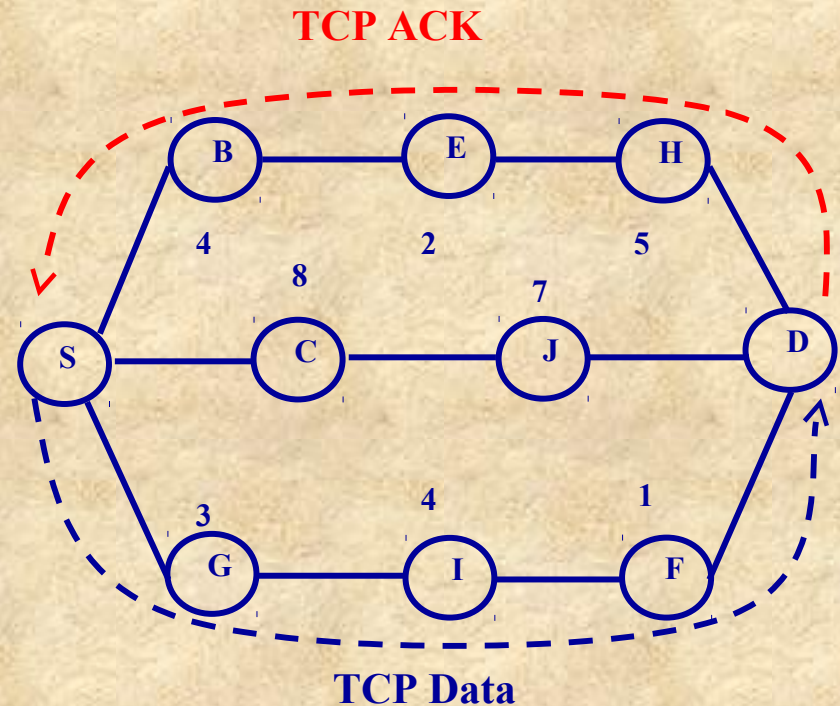 TCP ACK
B E H
4 2 5
8 7
S C J D
3 4 1
G I F
TCP Data